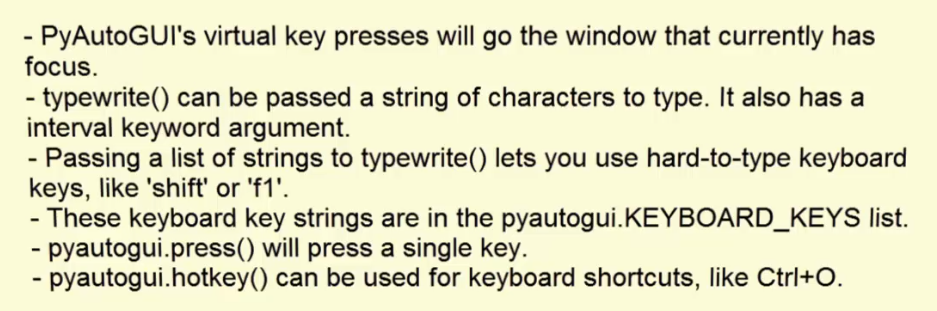 - PyAutoGUI's virtual key presses will go the window that currently has
focus.
- typewrite() can be passed a string of characters to type. It also has a
interval keyword argument.
- Passing a list of strings to typewrite() lets you use hard-to-type keyboard
keys, like 'shift' or 'f1'.
- These keyboard key strings are in the pyautogui.KEYBOARD_KEYS list.
- pyautogui.press() will press a single key.
- pyautogui.hotkey() can be used for keyboard shortcuts, like Ctrl+O.